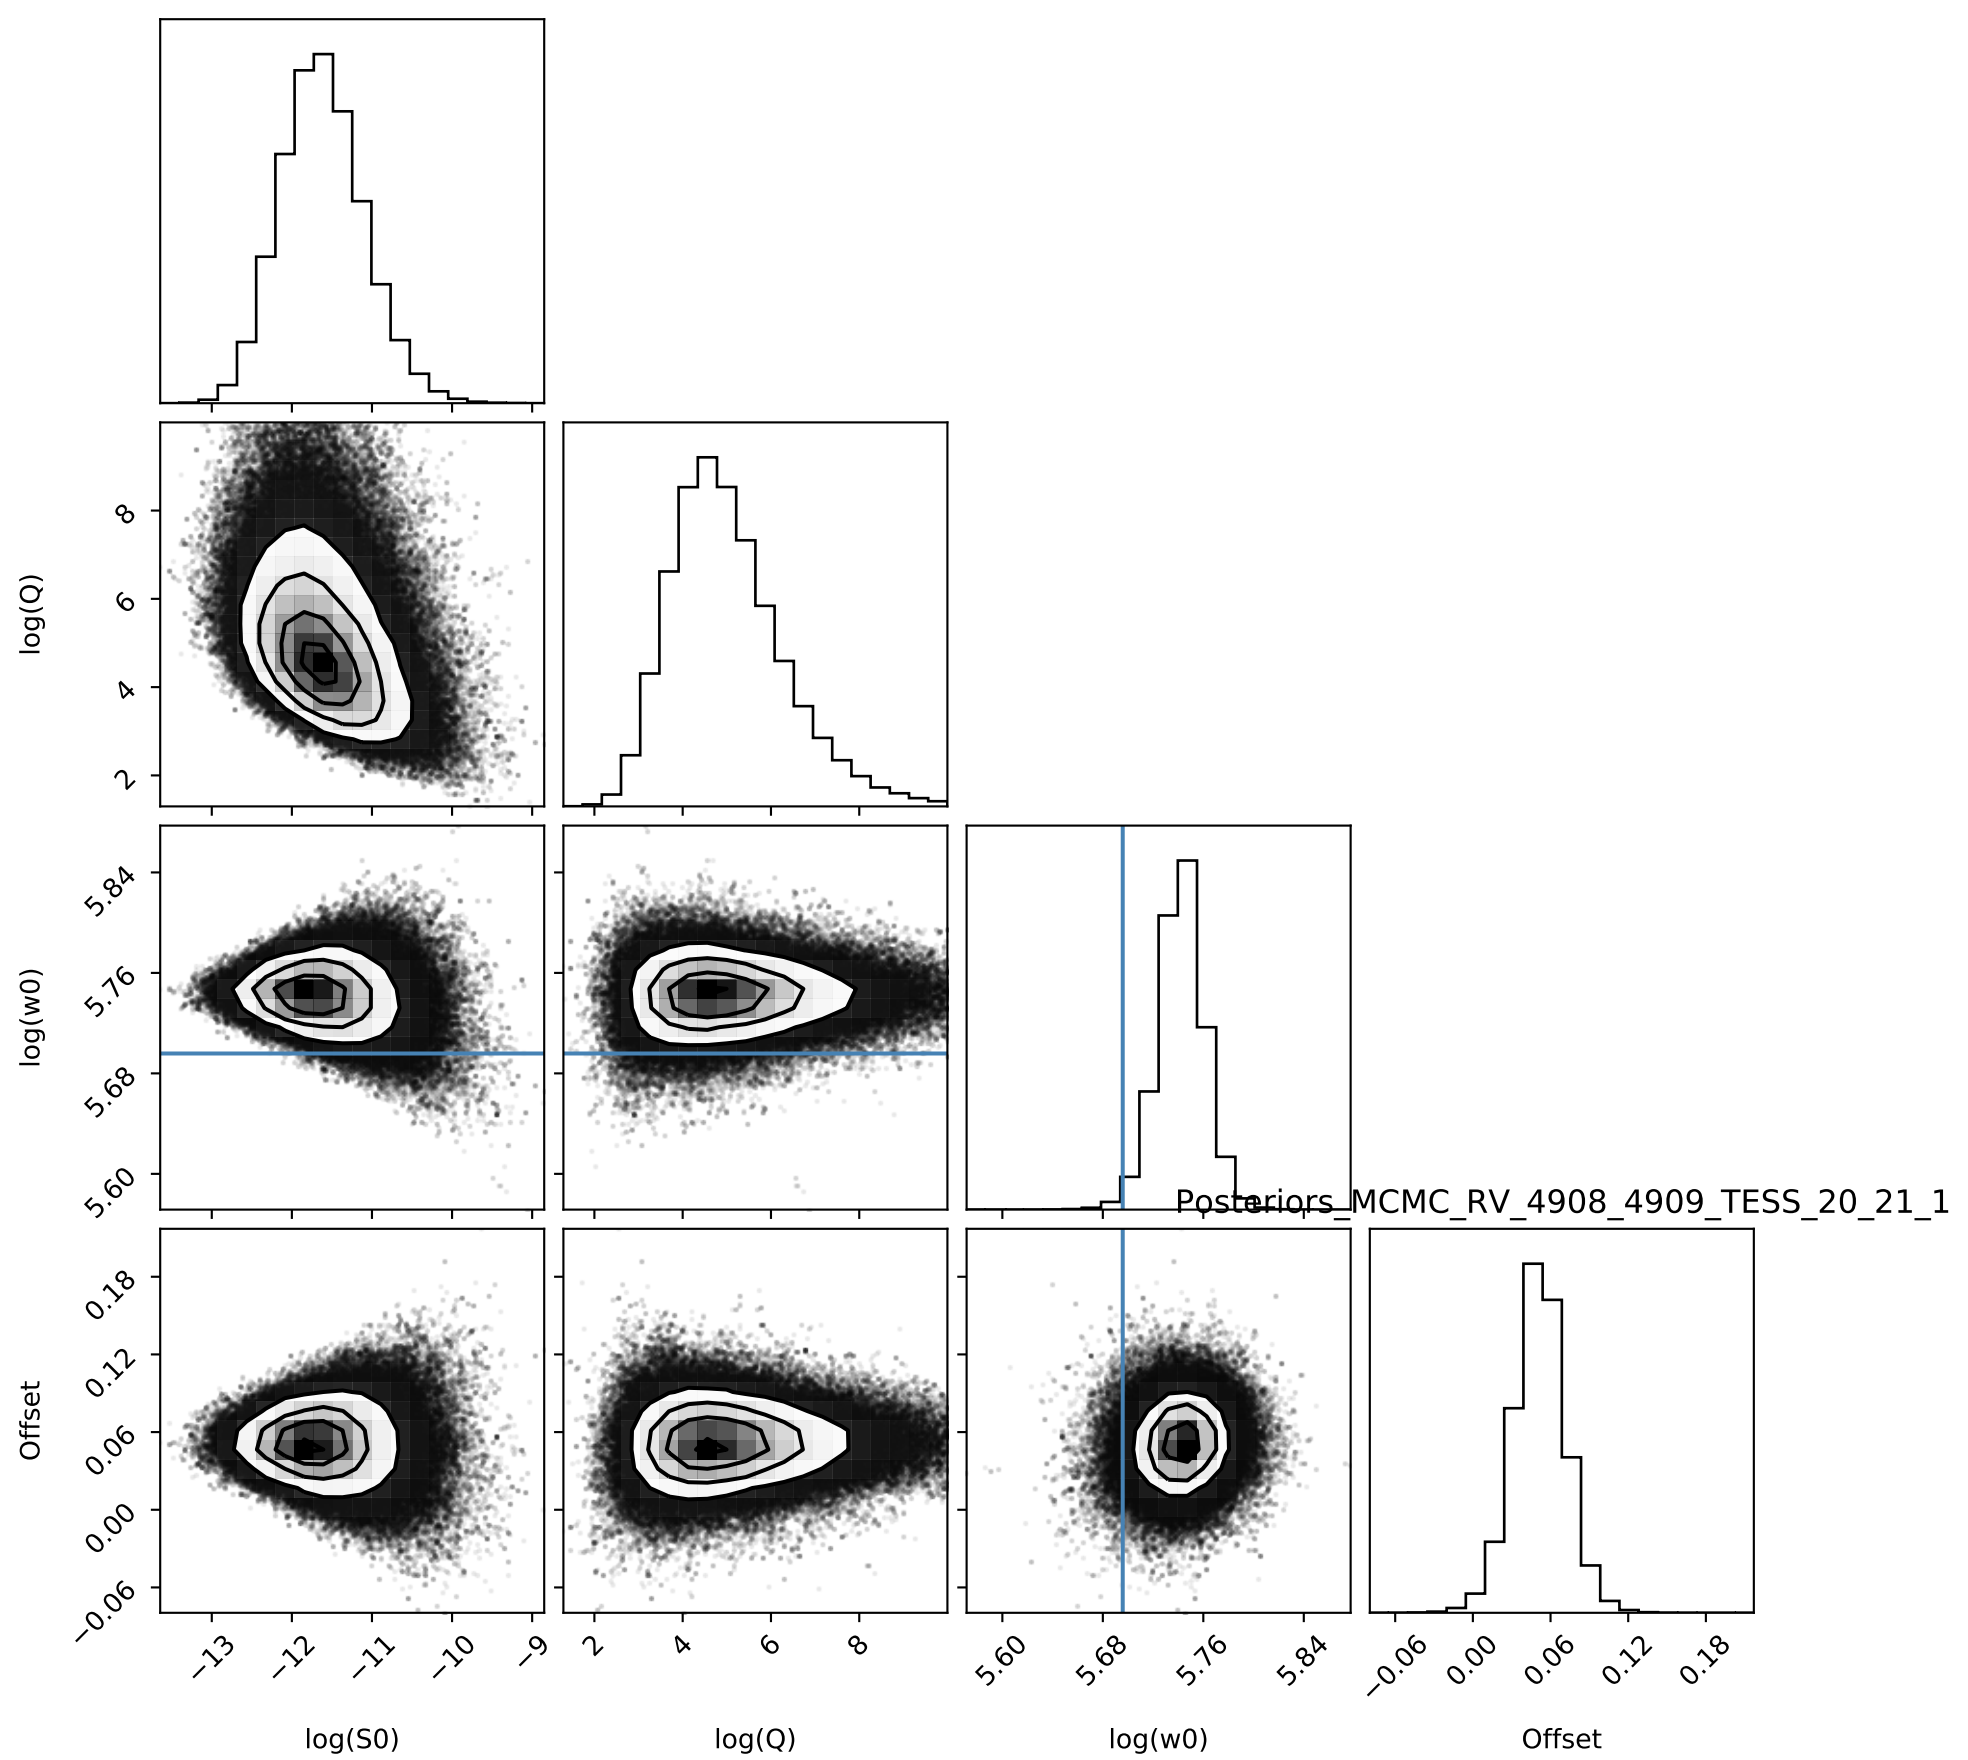 log(Q)
8
6
4
2
log(w0)
5.84
5.76
5.68
5.60
Posteriors_MCMC_RV_4908_4909_TESS_20_21_1
Offset
0.18
0.12
0.06
0.00
−0.06
−13 −12 −11 −10 −9 2 4 6 8 5.60 5.68 5.76 5.84 −0.06 0.00 0.06 0.12 0.18
log(S0) log(Q) log(w0) Offset